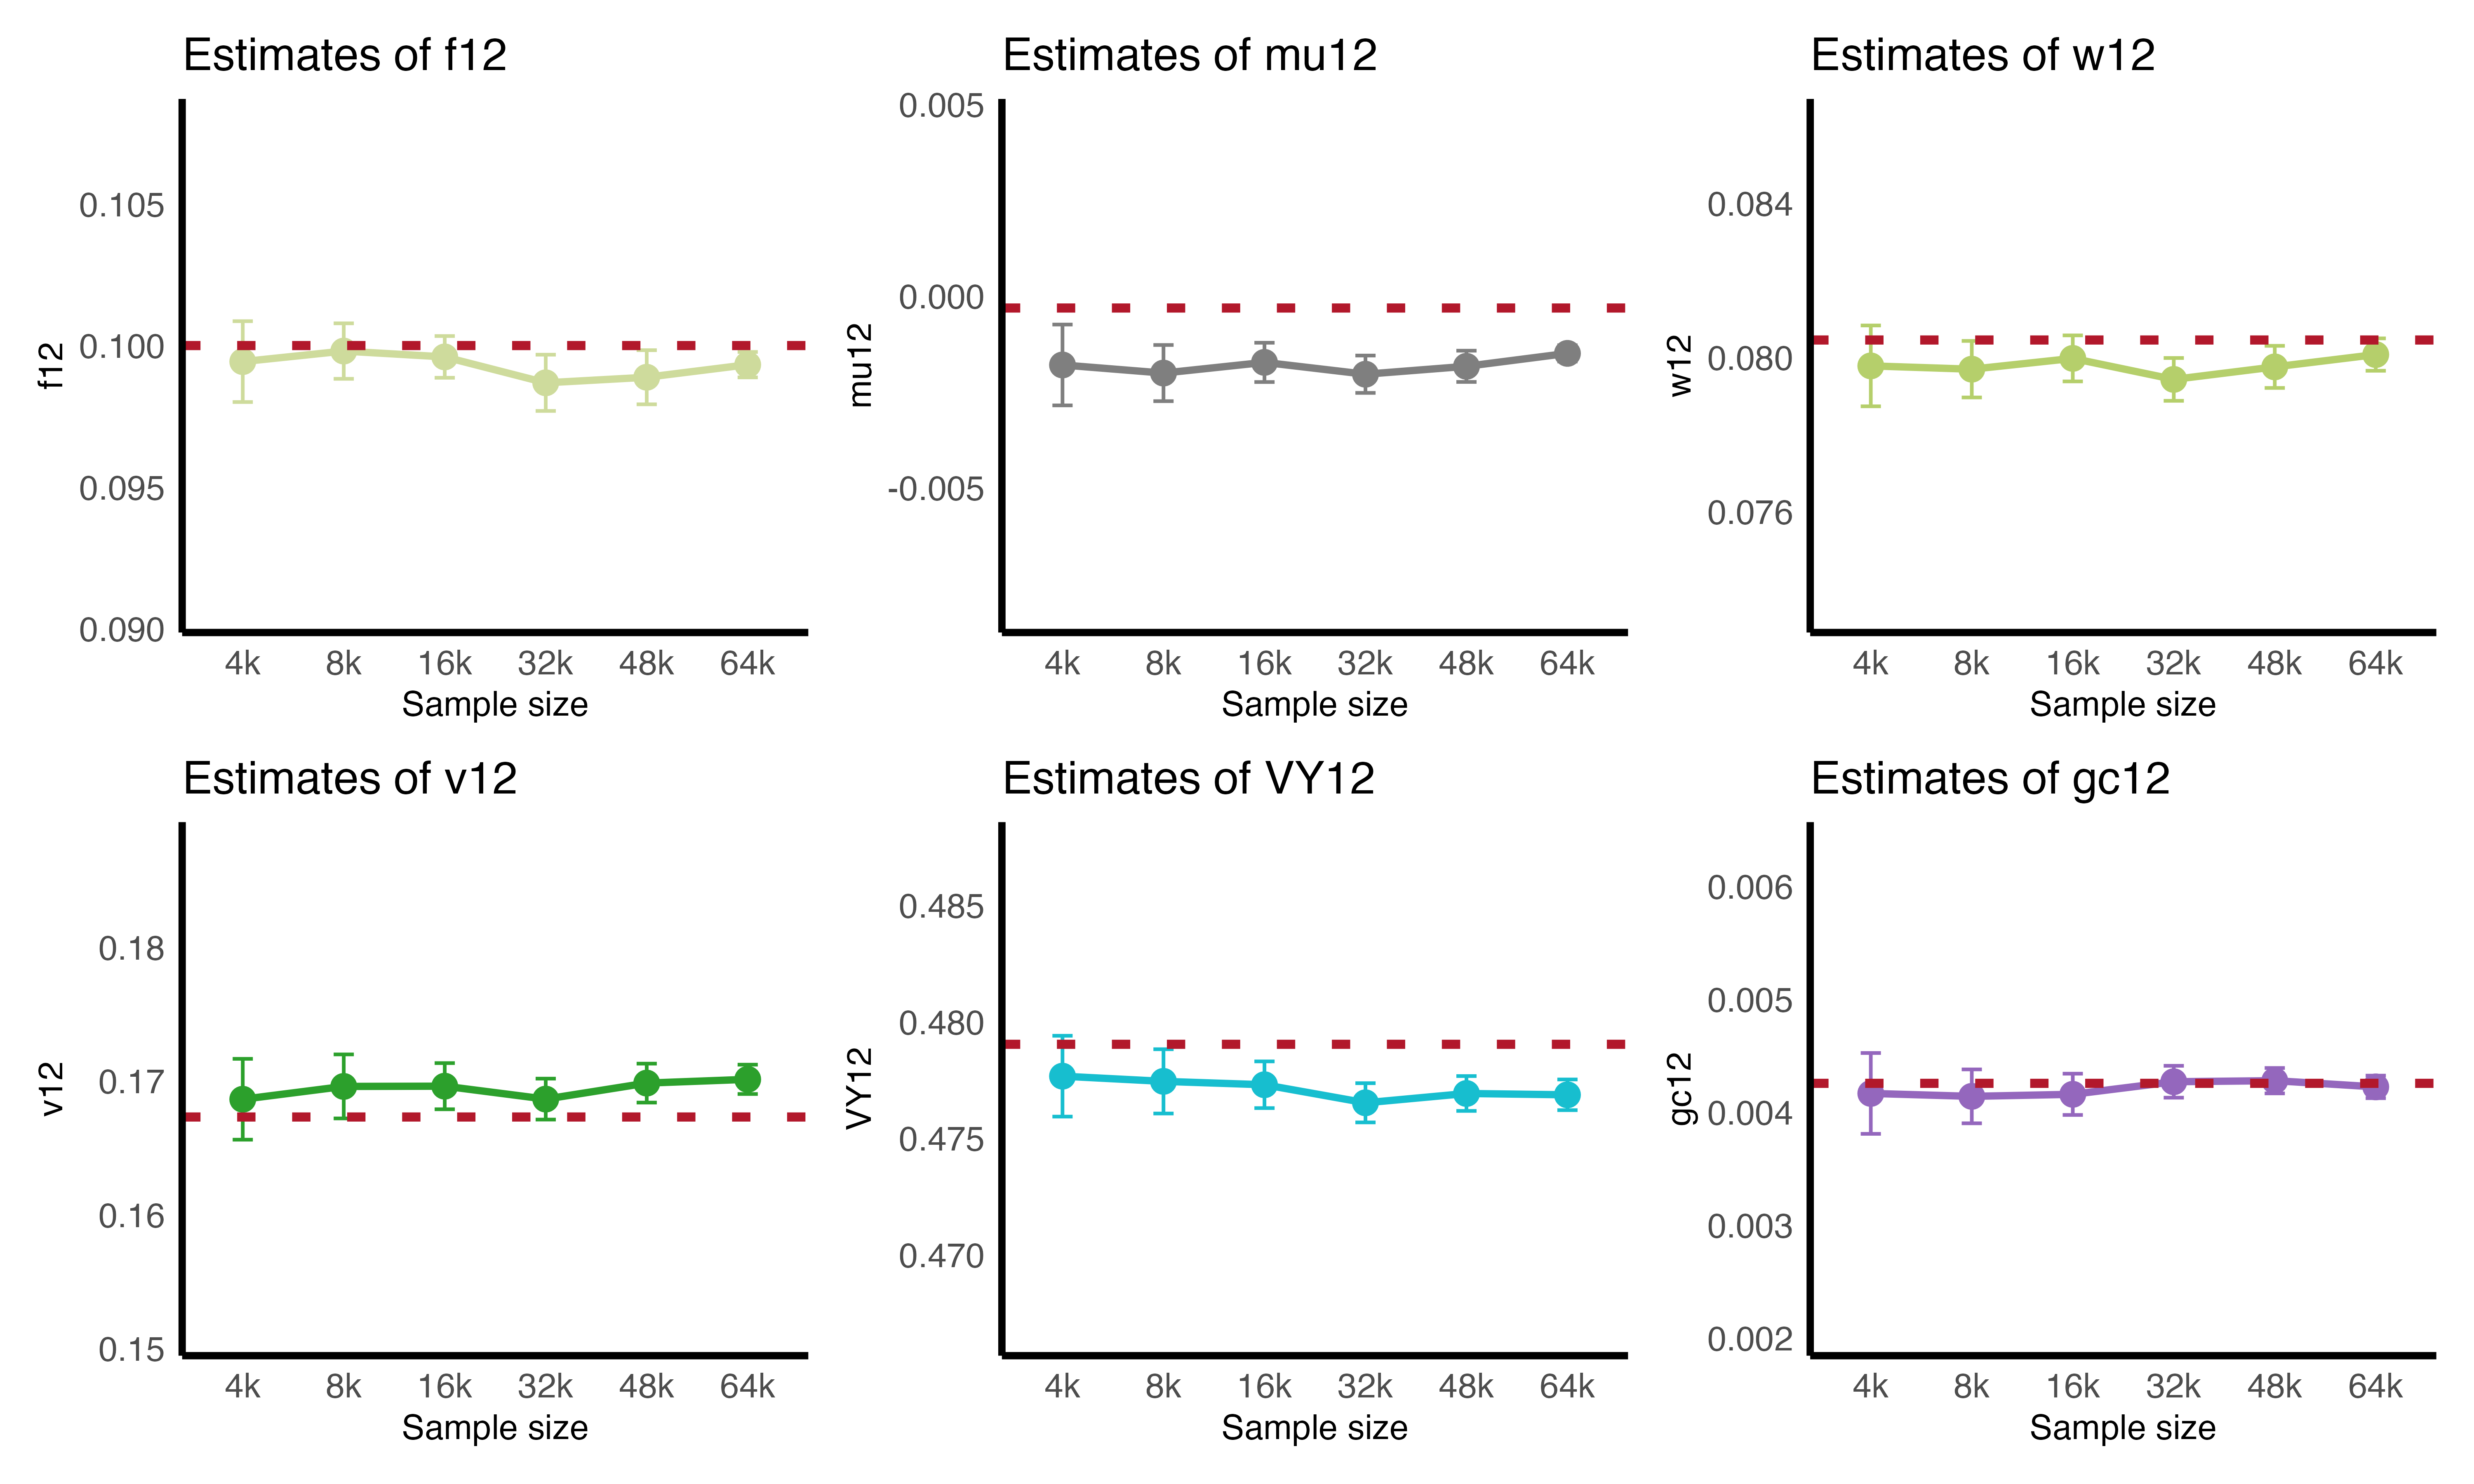 Estimates of f12
f12
0.105
0.100
0.095
0.090
4k 8k 16k 32k 48k 64k
Sample size
Estimates of mu12
mu12
0.005
0.000
-0.005
4k 8k 16k 32k 48k 64k
Sample size
Estimates of w12
w12
0.084
0.080
0.076
4k 8k 16k 32k 48k 64k
Sample size
Estimates of v12
v12
0.18
0.17
0.16
0.15
4k 8k 16k 32k 48k 64k
Sample size
Estimates of VY12
VY12
0.485
0.480
0.475
0.470
4k 8k 16k 32k 48k 64k
Sample size
Estimates of gc12
gc12
0.006
0.005
0.004
0.003
0.002
4k 8k 16k 32k 48k 64k
Sample size